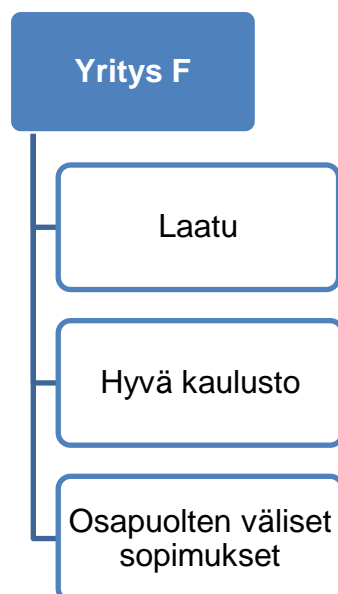 Yritys F
Laatu
Hyvä kaulusto
Osapuolten väliset
sopimukset